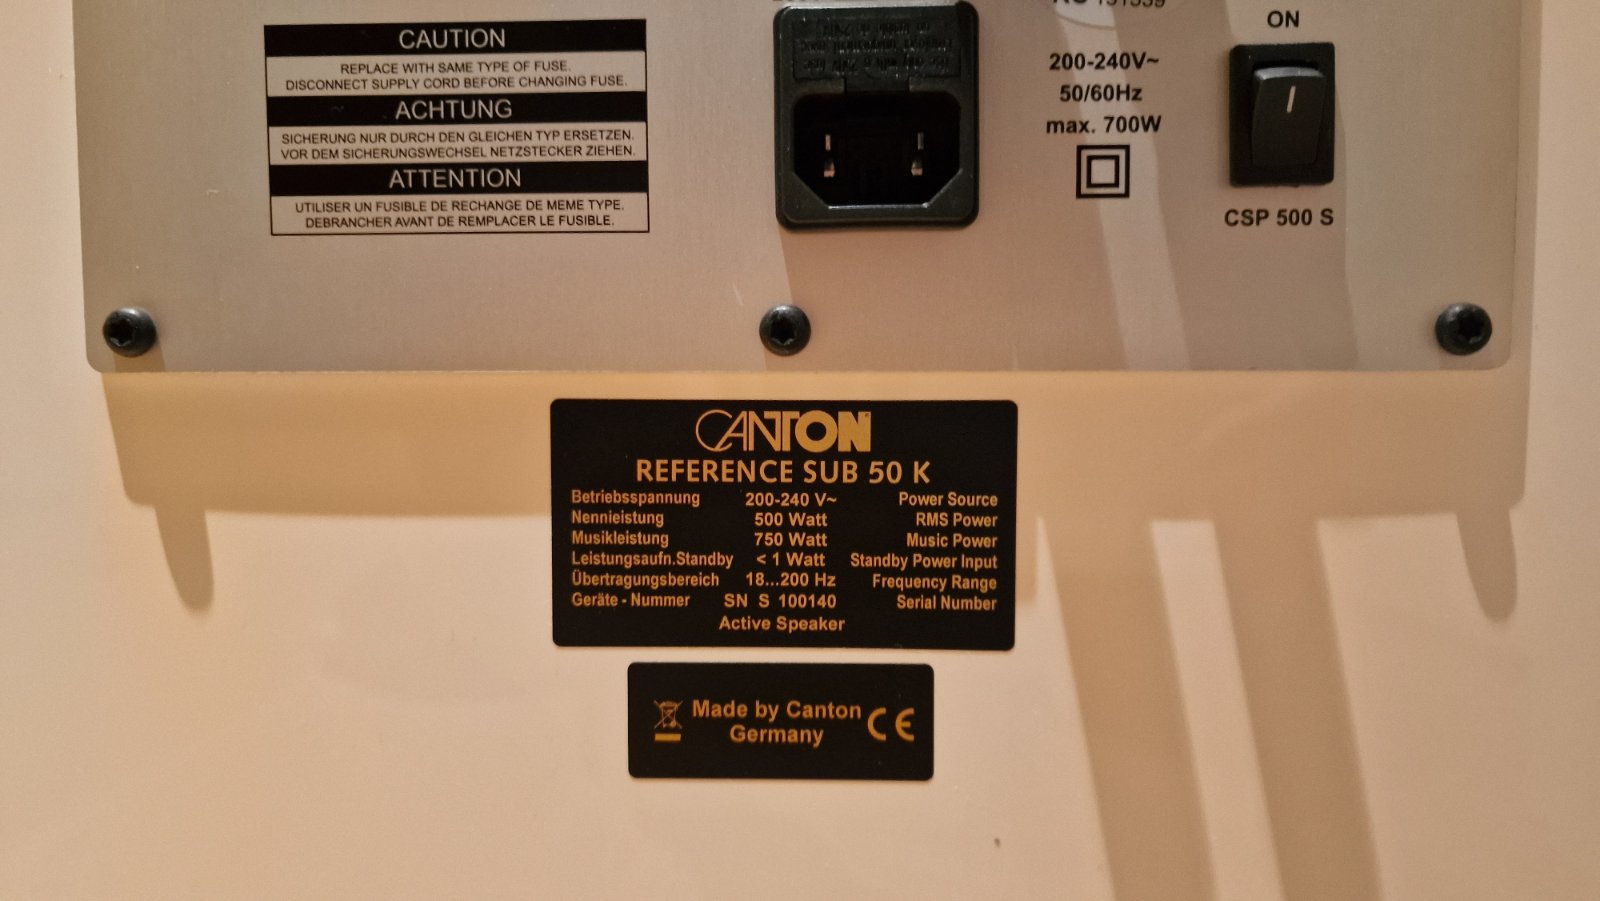 CAUTION
REPLACE WITH SAME TYPE OF FUSE.
DISCONNECT SUPPLY CORD BEFORE CHANGING FUSE.
ACHTUNG
SICHERUNG NUR DURCH DEN GLEICHEN TYP ERSETZEN.
VOR DEM SICHERUNGSWECHSEL NETZSTECKER ZIEHEN.
ATTENTION
UTILISER UN FUSIBLE DE RECHANGE DE MEME TYPE.
DEBRANCHER AVANT DE REMPLACER LE FUSIBLE.
200-240V~
50/60Hz
max. 700W
ON
CSP 500 S
CANTON
REFERENCE SUB 50 K
Betriebsspannung 200-240 V~ Power Source
Nennleistung 500 Watt RMS Power
Musikleistung 750 Watt Music Power
Leistungsaufn.Standby < 1 Watt Standby Power Input
Übertragungsbereich 18...200 Hz Frequency Range
Geräte - Nummer SN S 100140 Serial Number
Active Speaker
Made by Canton
Germany
CE